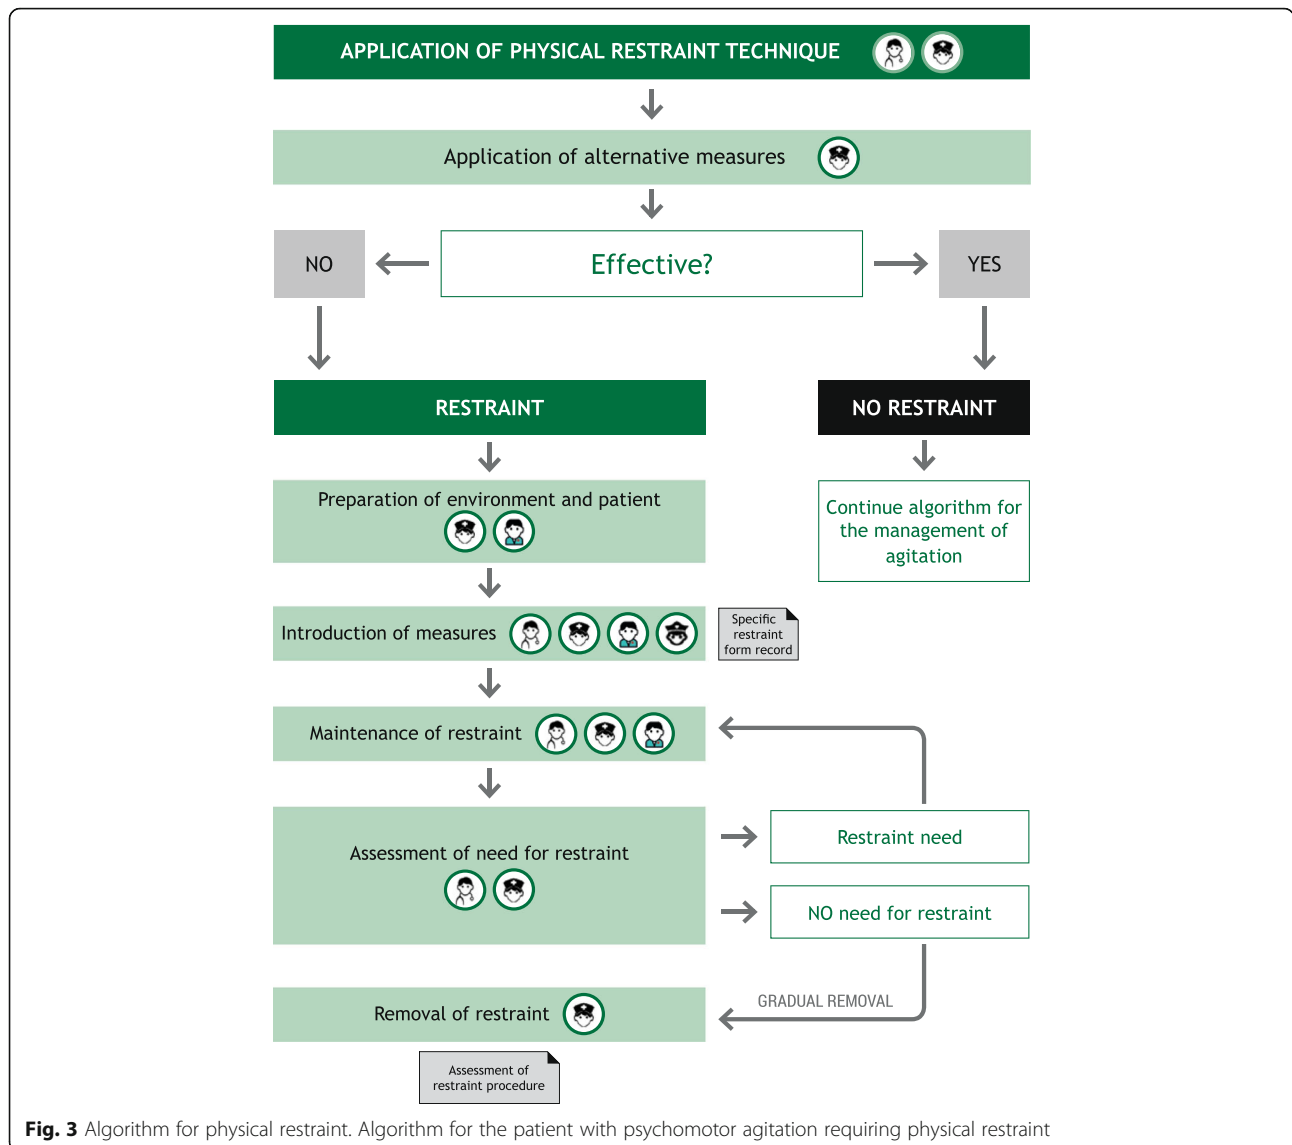 APPLICATION OF PHYSICAL RESTRAINT TECHNIQUE
Application of alternative measures
NO
Effective?
YES
RESTRAINT
NO RESTRAINT
Preparation of environment and patient
Continue algorithm for
the management of
agitation
Introduction of measures
Specific
restraint
form record
Maintenance of restraint
Assessment of need for restraint
Restraint need
NO need for restraint
GRADUAL REMOVAL
Removal of restraint
Assessment of
restraint procedure
Fig. 3 Algorithm for physical restraint. Algorithm for the patient with psychomotor agitation requiring physical restraint